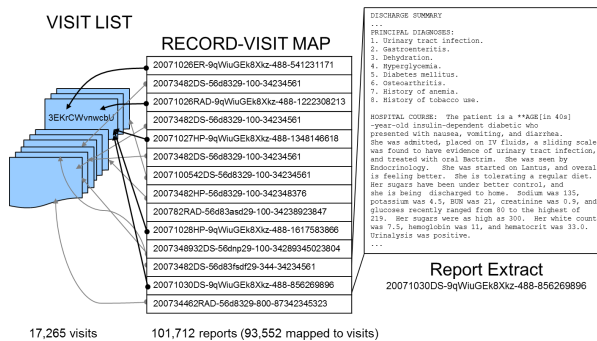 VISIT LIST
3EKrCWvnwcbU
17,265 visits
RECORD-VISIT MAP
20071026ER-9qWiuGEk8Xkz-488-541231171
20073482DS-56d8329-100-34234561
20071026RAD-9qWiuGEk8Xkz-488-1222308213
20073482DS-56d8329-100-34234561
20071027HP-9qWiuGEk8Xkz-488-1348146618
20073482DS-56d8329-100-34234561
2007100542DS-56d8329-100-34234561
20073482HP-56d8329-100-342348376
200782RAD-56d83asd29-100-34238923847
20071028HP-9qWiuGEk8Xkz-488-1617583866
2007348932DS-56dnp29-100-34289345023804
20073482DS-56d83fsdf29-344-34234561
20071030DS-9qWiuGEk8Xkz-488-856269896
200734462RAD-56d8329-800-87342345323
101,712 reports (93,552 mapped to visits)
DISCHARGE SUMMARY
...
PRINCIPAL DIAGNOSES:
1. Urinary tract infection.
2. Gastroenteritis.
3. Dehydration.
4. Hyperglycemia.
5. Diabetes mellitus.
6. Osteoarthritis.
7. History of anemia.
8. History of tobacco use.
HOSPITAL COURSE: The patient is a **AGE[in 40s]
-year-old insulin-dependent diabetic who
presented with nausea, vomiting, and diarrhea.
She was admitted, placed on IV fluids, a sliding scale
was found to have evidence of urinary tract infection,
and treated with oral Bactrim. She was seen by
Endocrinology. She was started on Lantus, and overal
is feeling better. She is tolerating a regular diet.
Her sugars have been under better control, and
she is being discharged to home. Sodium was 135,
potassium was 4.5, BUN was 21, creatinine was 0.9, and
glucoses recently ranged from 80 to the highest of
219. Her sugars were as high as 300. Her white count
was 7.5, hemoglobin was 11, and hematocrit was 33.0.
Urinalysis was positive.
...
Report Extract
20071030DS-9qWiuGEk8Xkz-488-856269896